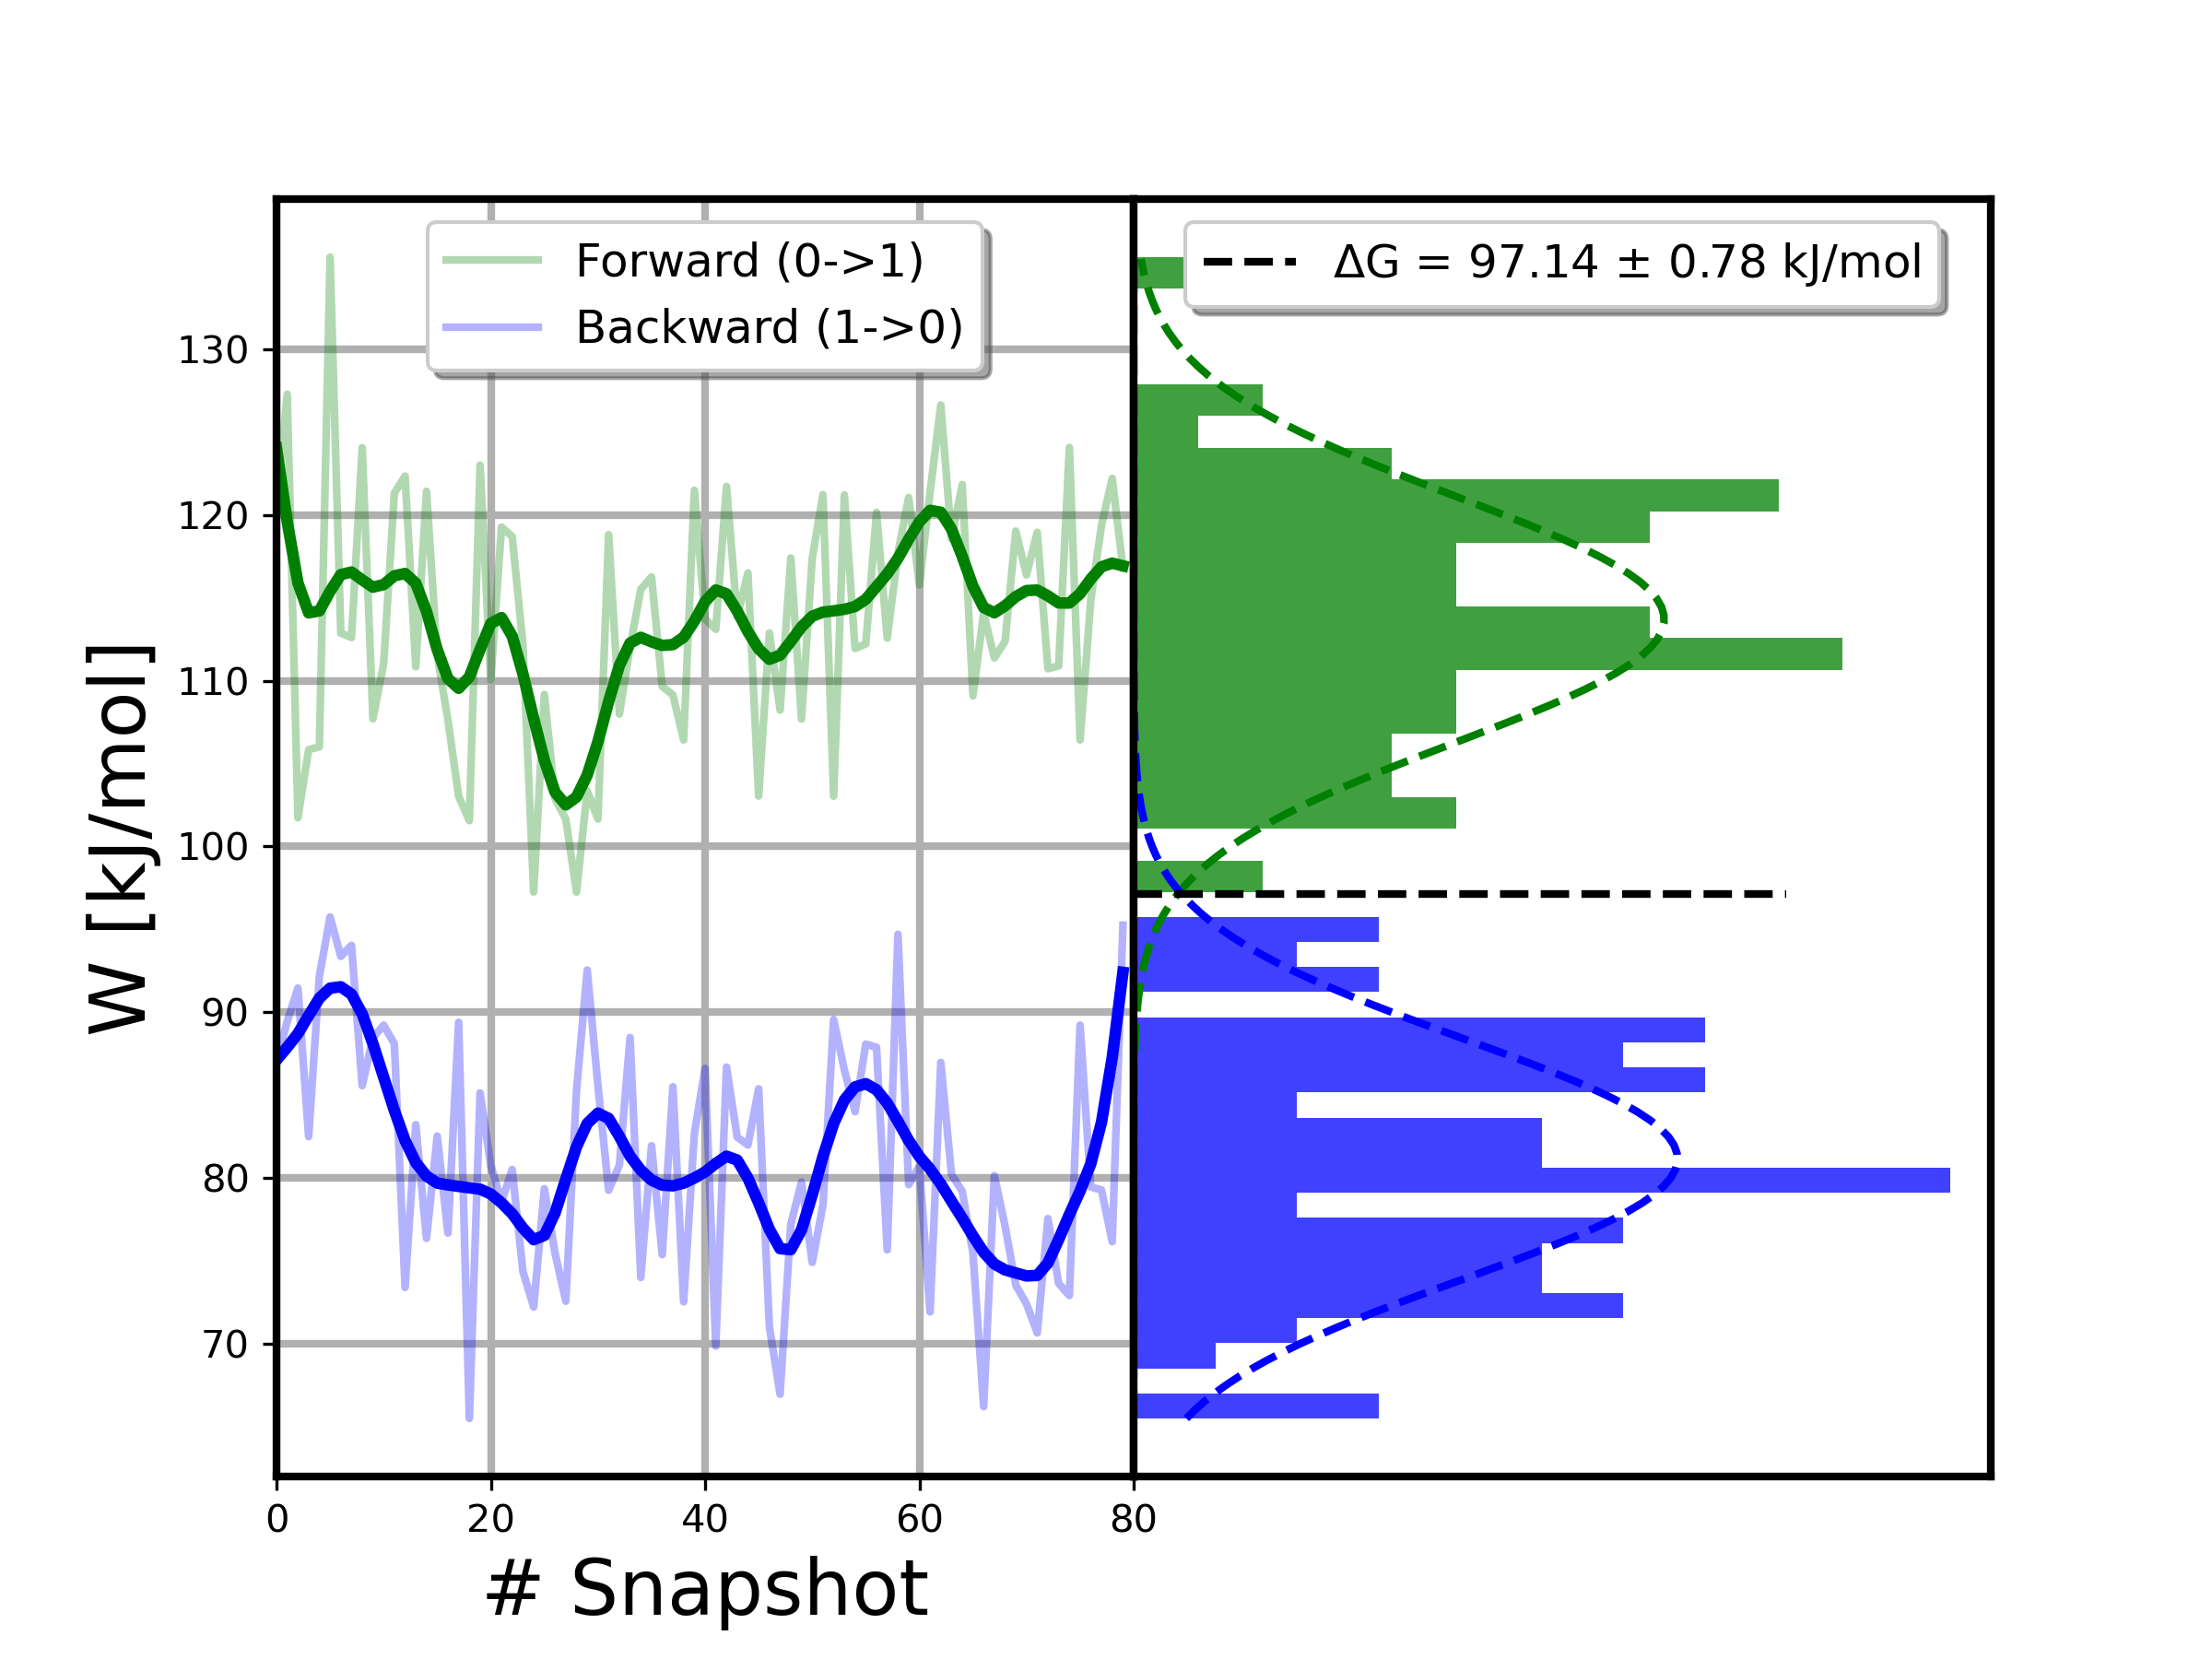 Forward (0->1)
Backward (1->0)
ΔG = 97.14 ± 0.78 kJ/mol
W [kJ/mol]
130
120
110
100
90
80
70
0 20 40 60 80
# Snapshot